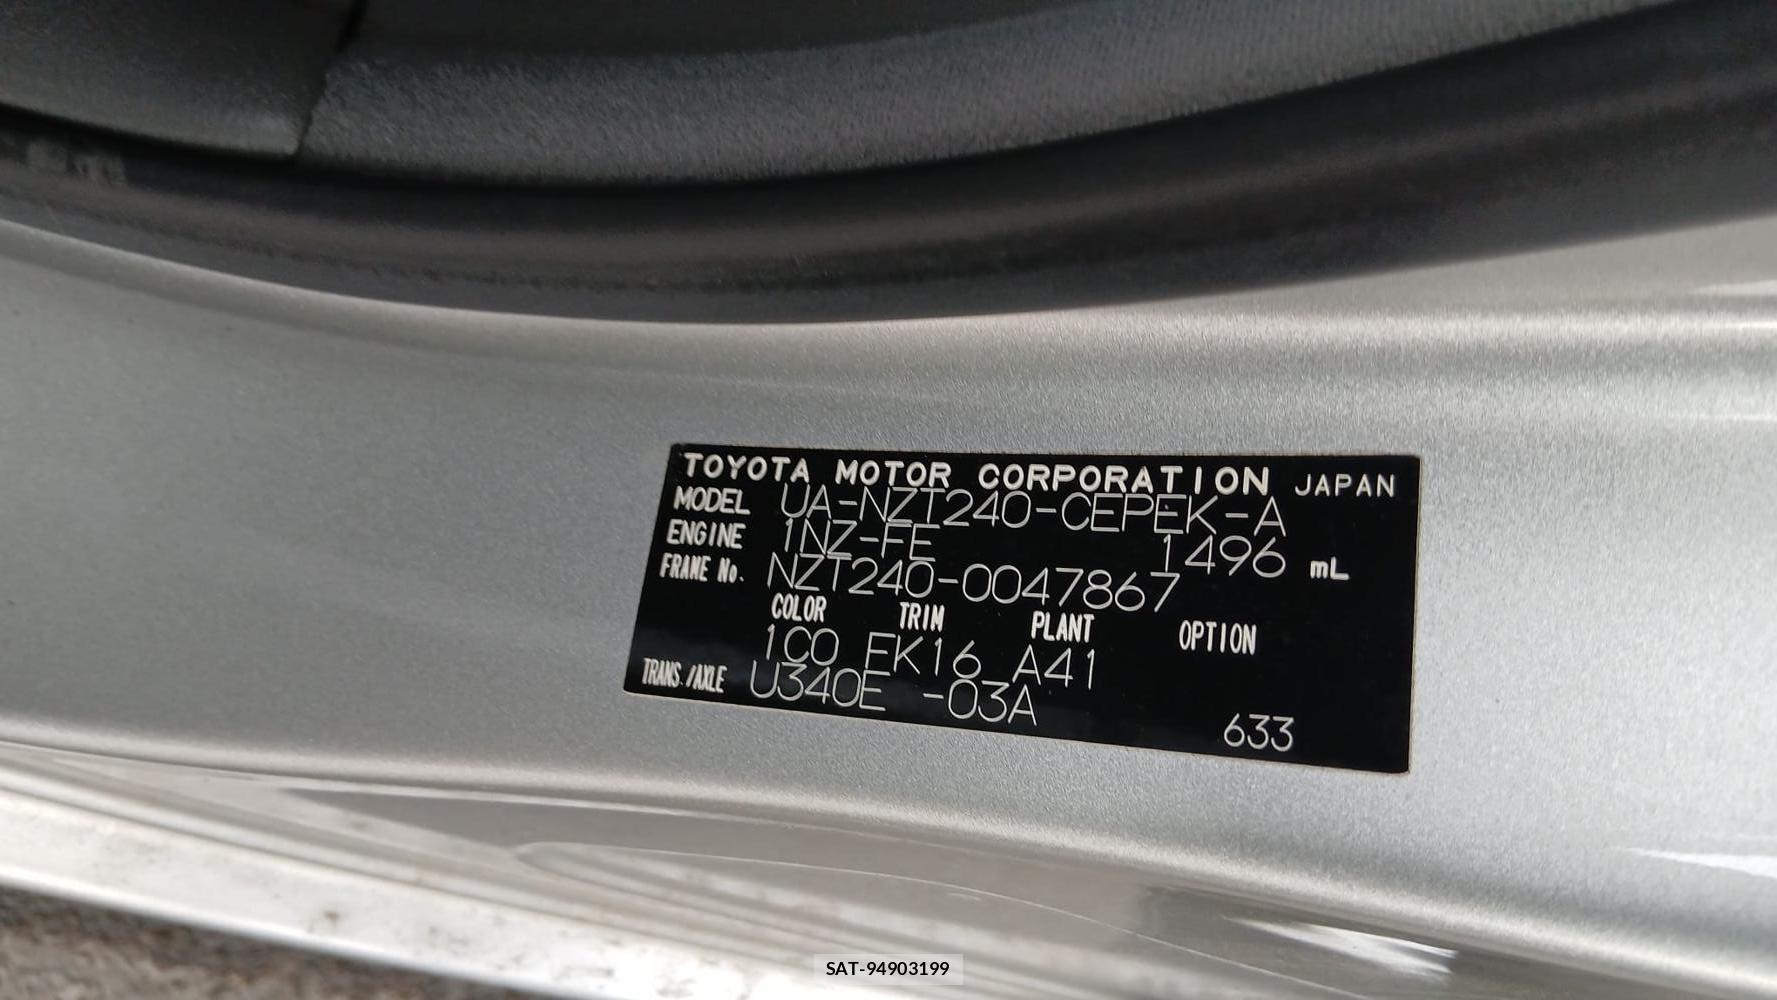 TOYOTA MOTOR CORPORATION JAPAN
MODEL UA-NZT240-CEPEK-A
ENGINE 1NZ-FE 1496 mL
FRAME No. NZT240-0047867
COLOR TRIM PLANT OPTION
1C0 FK16 A41
TRANS./AXLE U340E -03A
633
SAT-94903199